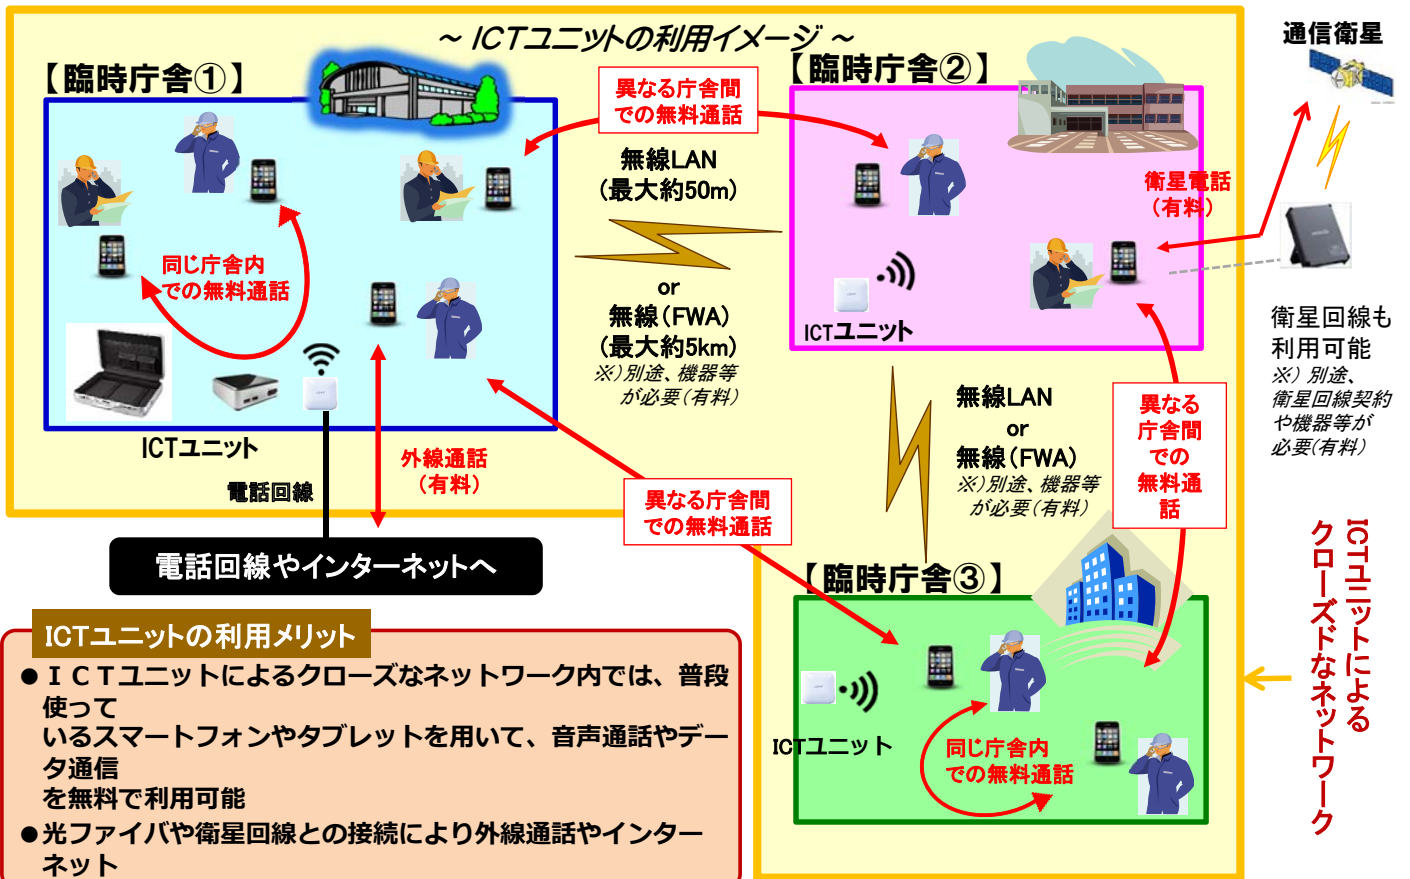 ～ ICTユニットの利用イメージ ～
【臨時庁舎①】
同じ庁舎内
での無料通話
ICTユニット
電話回線
外線通話
（有料）
電話回線やインターネットへ
異なる庁舎間
での無料通話
無線LAN
（最大約50m）
or
無線（FWA）
（最大約5km）
※）別途、機器等
が必要（有料）
【臨時庁舎②】
ICTユニット
衛星電話
（有料）
通信衛星
衛星回線も
利用可能
※） 別途、
衛星回線契約
や機器等が
必要（有料）
無線LAN
or
無線（FWA）
※）別途、機器等
が必要（有料）
異なる
庁舎間
での
無料通
話
異なる庁舎間
での無料通話
【臨時庁舎③】
ICTユニット
同じ庁舎内
での無料通話
ICTユニットによる
クローズドなネットワーク
ICTユニットの利用メリット
●ＩＣＴユニットによるクローズなネットワーク内では、普段
使って
いるスマートフォンやタブレットを用いて、音声通話やデー
タ通信
を無料で利用可能
●光ファイバや衛星回線との接続により外線通話やインター
ネット